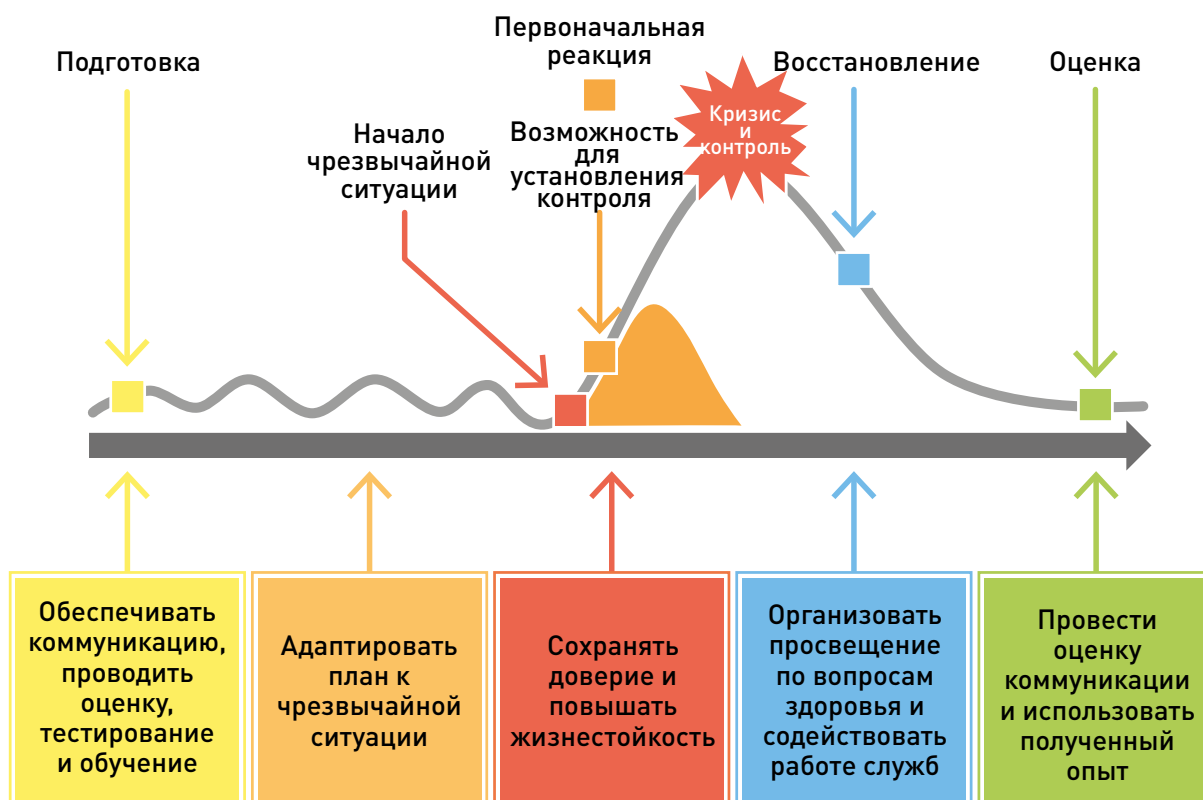 Подготовка
Начало
чрезвычайной
ситуации
Первоначальная
реакция
Возможность
для
установления
контроля
Кризис
и
контроль
Восстановление
Оценка
Обеспечивать
коммуникацию,
проводить
оценку,
тестирование
и обучение
Адаптировать
план к
чрезвычайной
ситуации
Сохранять
доверие и
повышать
жизнестойкость
Организовать
просвещение
по вопросам
здоровья и
содействовать
работе служб
Провести
оценку
коммуникации
и использовать
полученный
опыт